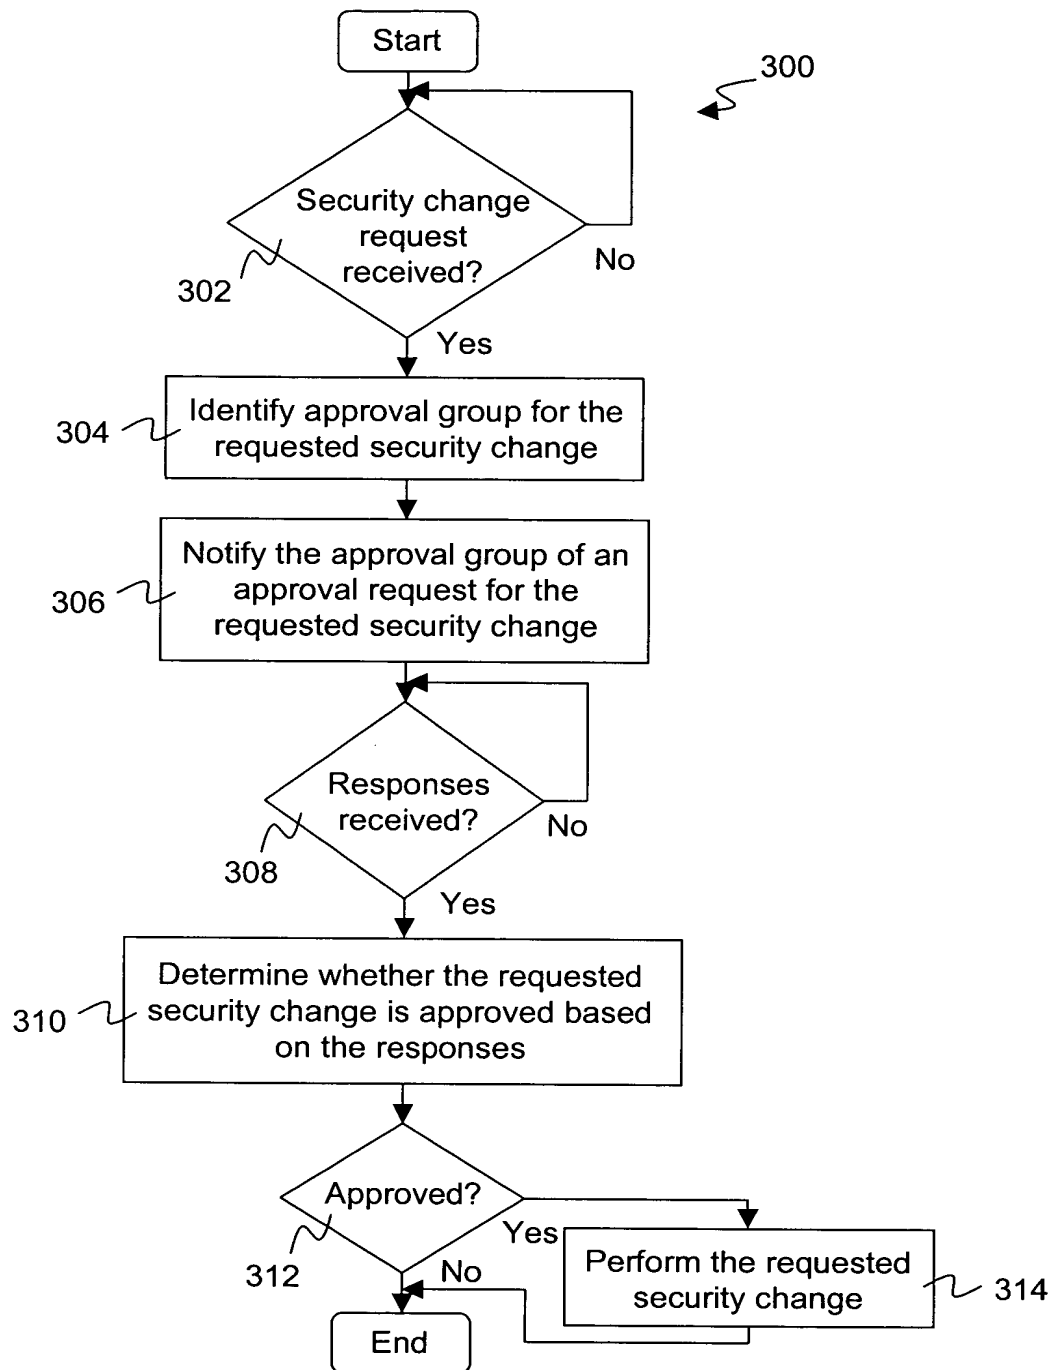 Start
300
Security change
request
received?
No
302
Yes
Identify approval group for the
requested security change
304
Notify the approval group of an
approval request for the
requested security change
306
Responses
received?
No
308
Yes
Determine whether the requested
security change is approved based
on the responses
310
Approved?
Yes
312
No
Perform the requested
security change
314
End